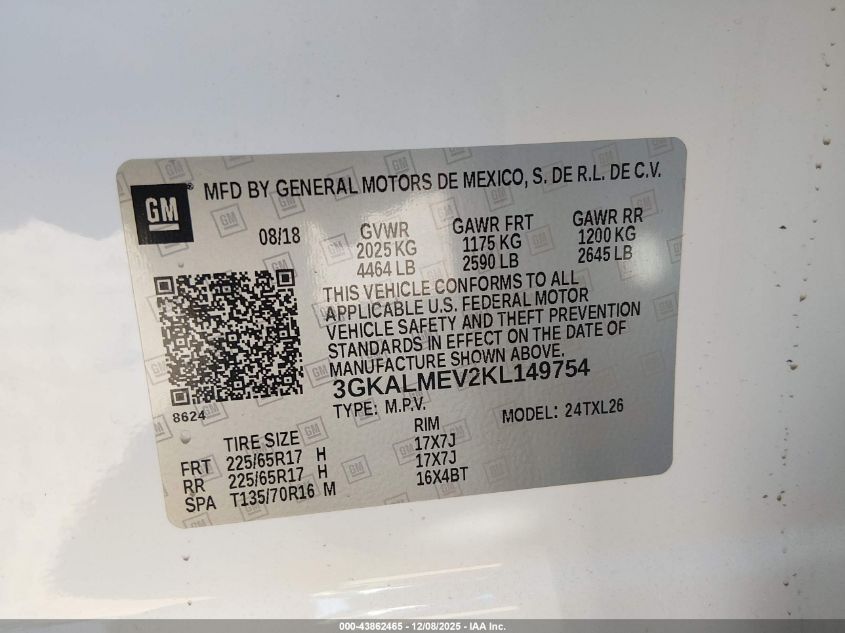 GM
MFD BY GENERAL MOTORS DE MEXICO, S. DE R.L. DE C.V.
08/18
GVWR
2025 KG
4464 LB
GAWR FRT
1175 KG
2590 LB
GAWR RR
1200 KG
2645 LB
THIS VEHICLE CONFORMS TO ALL
APPLICABLE U.S. FEDERAL MOTOR
VEHICLE SAFETY AND THEFT PREVENTION
STANDARDS IN EFFECT ON THE DATE OF
MANUFACTURE SHOWN ABOVE.
3GKALMEV2KL149754
8624
TYPE: M.P.V.
MODEL: 24TXL26
TIRE SIZE RIM
FRT 225/65R17 H 17X7J
RR 225/65R17 H 17X7J
SPA T135/70R16 M 16X4BT
000-43862465 - 12/08/2025 - IAA Inc.